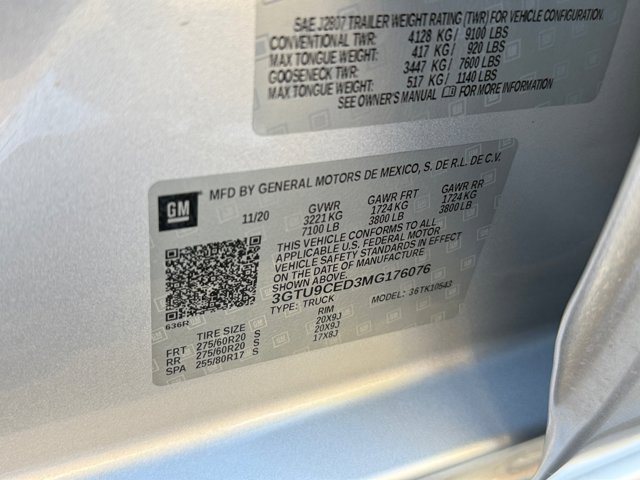 SAE J2807 TRAILER WEIGHT RATING (TWR) FOR VEHICLE CONFIGURATION.
CONVENTIONAL TWR: 4128 KG/ 9100 LBS
MAX TONGUE WEIGHT: 417 KG/ 920 LBS
GOOSENECK TWR: 3447 KG/ 7600 LBS
MAX TONGUE WEIGHT: 517 KG/ 1140 LBS
SEE OWNER'S MANUAL FOR MORE INFORMATION
GM
MFD BY GENERAL MOTORS DE MEXICO, S. DE R.L. DE C.V.
11/20 GVWR GAWR FRT GAWR RR
3221 KG 1724 KG 1724 KG
7100 LB 3800 LB 3800 LB
THIS VEHICLE CONFORMS TO ALL
APPLICABLE U.S. FEDERAL MOTOR
VEHICLE SAFETY STANDARDS IN EFFECT
ON THE DATE OF MANUFACTURE
SHOWN ABOVE.
3GTU9CED3MG176076
TYPE: TRUCK MODEL: 36TK10543
636R
TIRE SIZE RIM
FRT 275/60R20 S 20X9J
RR 275/60R20 S 20X9J
SPA 255/80R17 S 17X8J